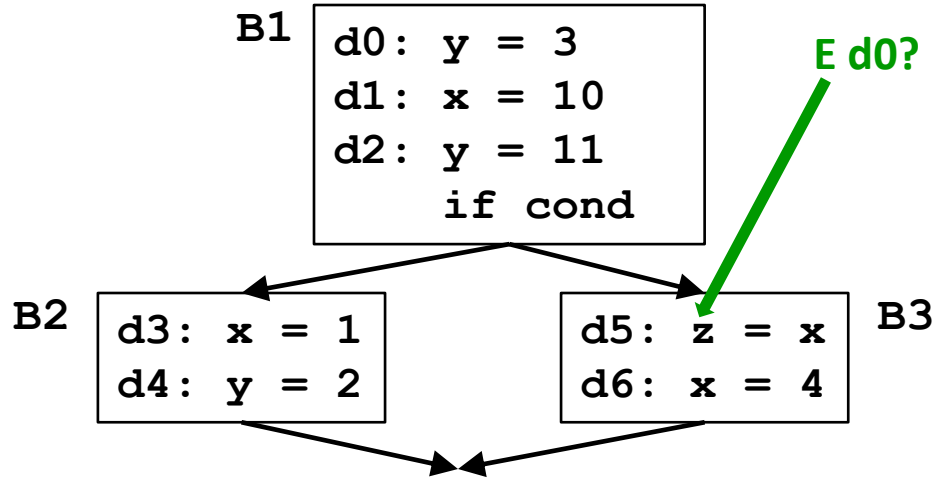 B1
d0: y = 3
d1: x = 10
d2: y = 11
if cond
E d0?
B2
d3: x = 1
d4: y = 2
d5: z = x
d6: x = 4
B3